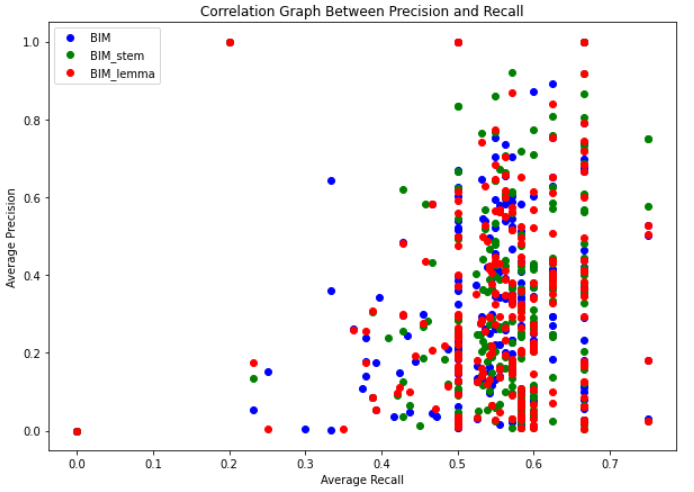 Correlation Graph Between Precision and Recall
BIM
BIM_stem
BIM_lemma
Average Precision
1.0
0.8
0.6
0.4
0.2
0.0
0.0 0.1 0.2 0.3 0.4 0.5 0.6 0.7
Average Recall